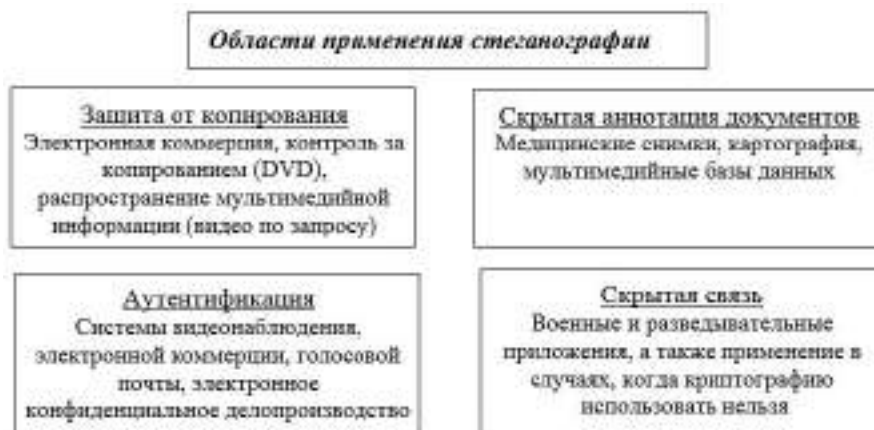 Области применения стеганографии
Защита от копирования
Электронная коммерция, контроль за
копированием (DVD),
распространение мультимедийной
информации (видео по запросу)
Скрытая аннотация документов
Медицинские снимки, картография,
мультимедийные базы данных
Аутентификация
Системы видеонаблюдения,
электронной коммерции, голосовой
почты, электронное
конфиденциальное делопроизводство
Скрытая связь
Военные и разведывательные
приложения, а также применение в
случаях, когда криптографию
использовать нельзя